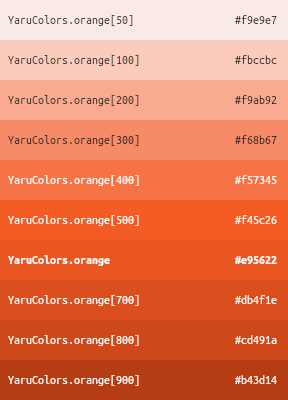 YaruColors.orange[50] #f9e9e7
YaruColors.orange[100] #fbccbc
YaruColors.orange[200] #f9ab92
YaruColors.orange[300] #f68b67
YaruColors.orange[400] #f57345
YaruColors.orange[500] #f45c26
YaruColors.orange #e95622
YaruColors.orange[700] #db4f1e
YaruColors.orange[800] #cd491a
YaruColors.orange[900] #b43d14